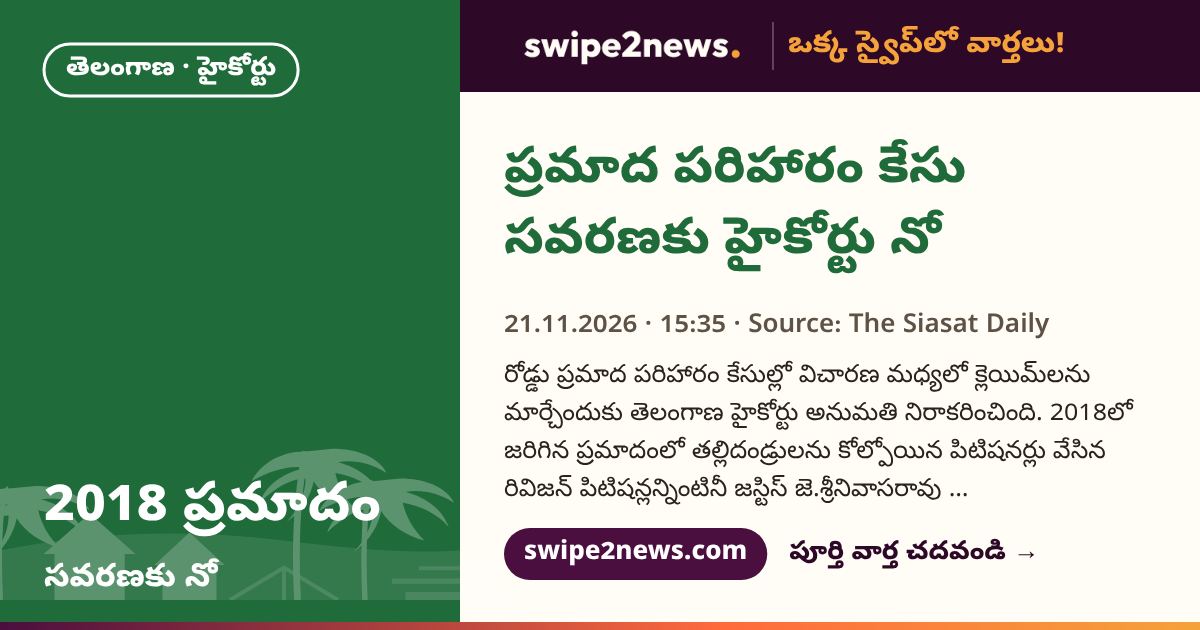 తెలంగాణ · హైకోర్టు
2018 ప్రమాదం
సవరణకు నో
swipe2news.
ఒక్క స్వైప్‌లో వార్తలు!
ప్రమాద పరిహారం కేసు
సవరణకు హైకోర్టు నో
21.11.2026 · 15:35 · Source: The Siasat Daily
రోడ్డు ప్రమాద పరిహారం కేసుల్లో విచారణ మధ్యలో క్లెయిమ్‌లను
మార్చేందుకు తెలంగాణ హైకోర్టు అనుమతి నిరాకరించింది. 2018లో
జరిగిన ప్రమాదంలో తల్లిదండ్రులను కోల్పోయిన పిటిషనర్లు వేసిన
రివిజన్ పిటిషన్లన్నింటినీ జస్టిస్ జె.శ్రీనివాసరావు ...
swipe2news.com
పూర్తి వార్త చదవండి →